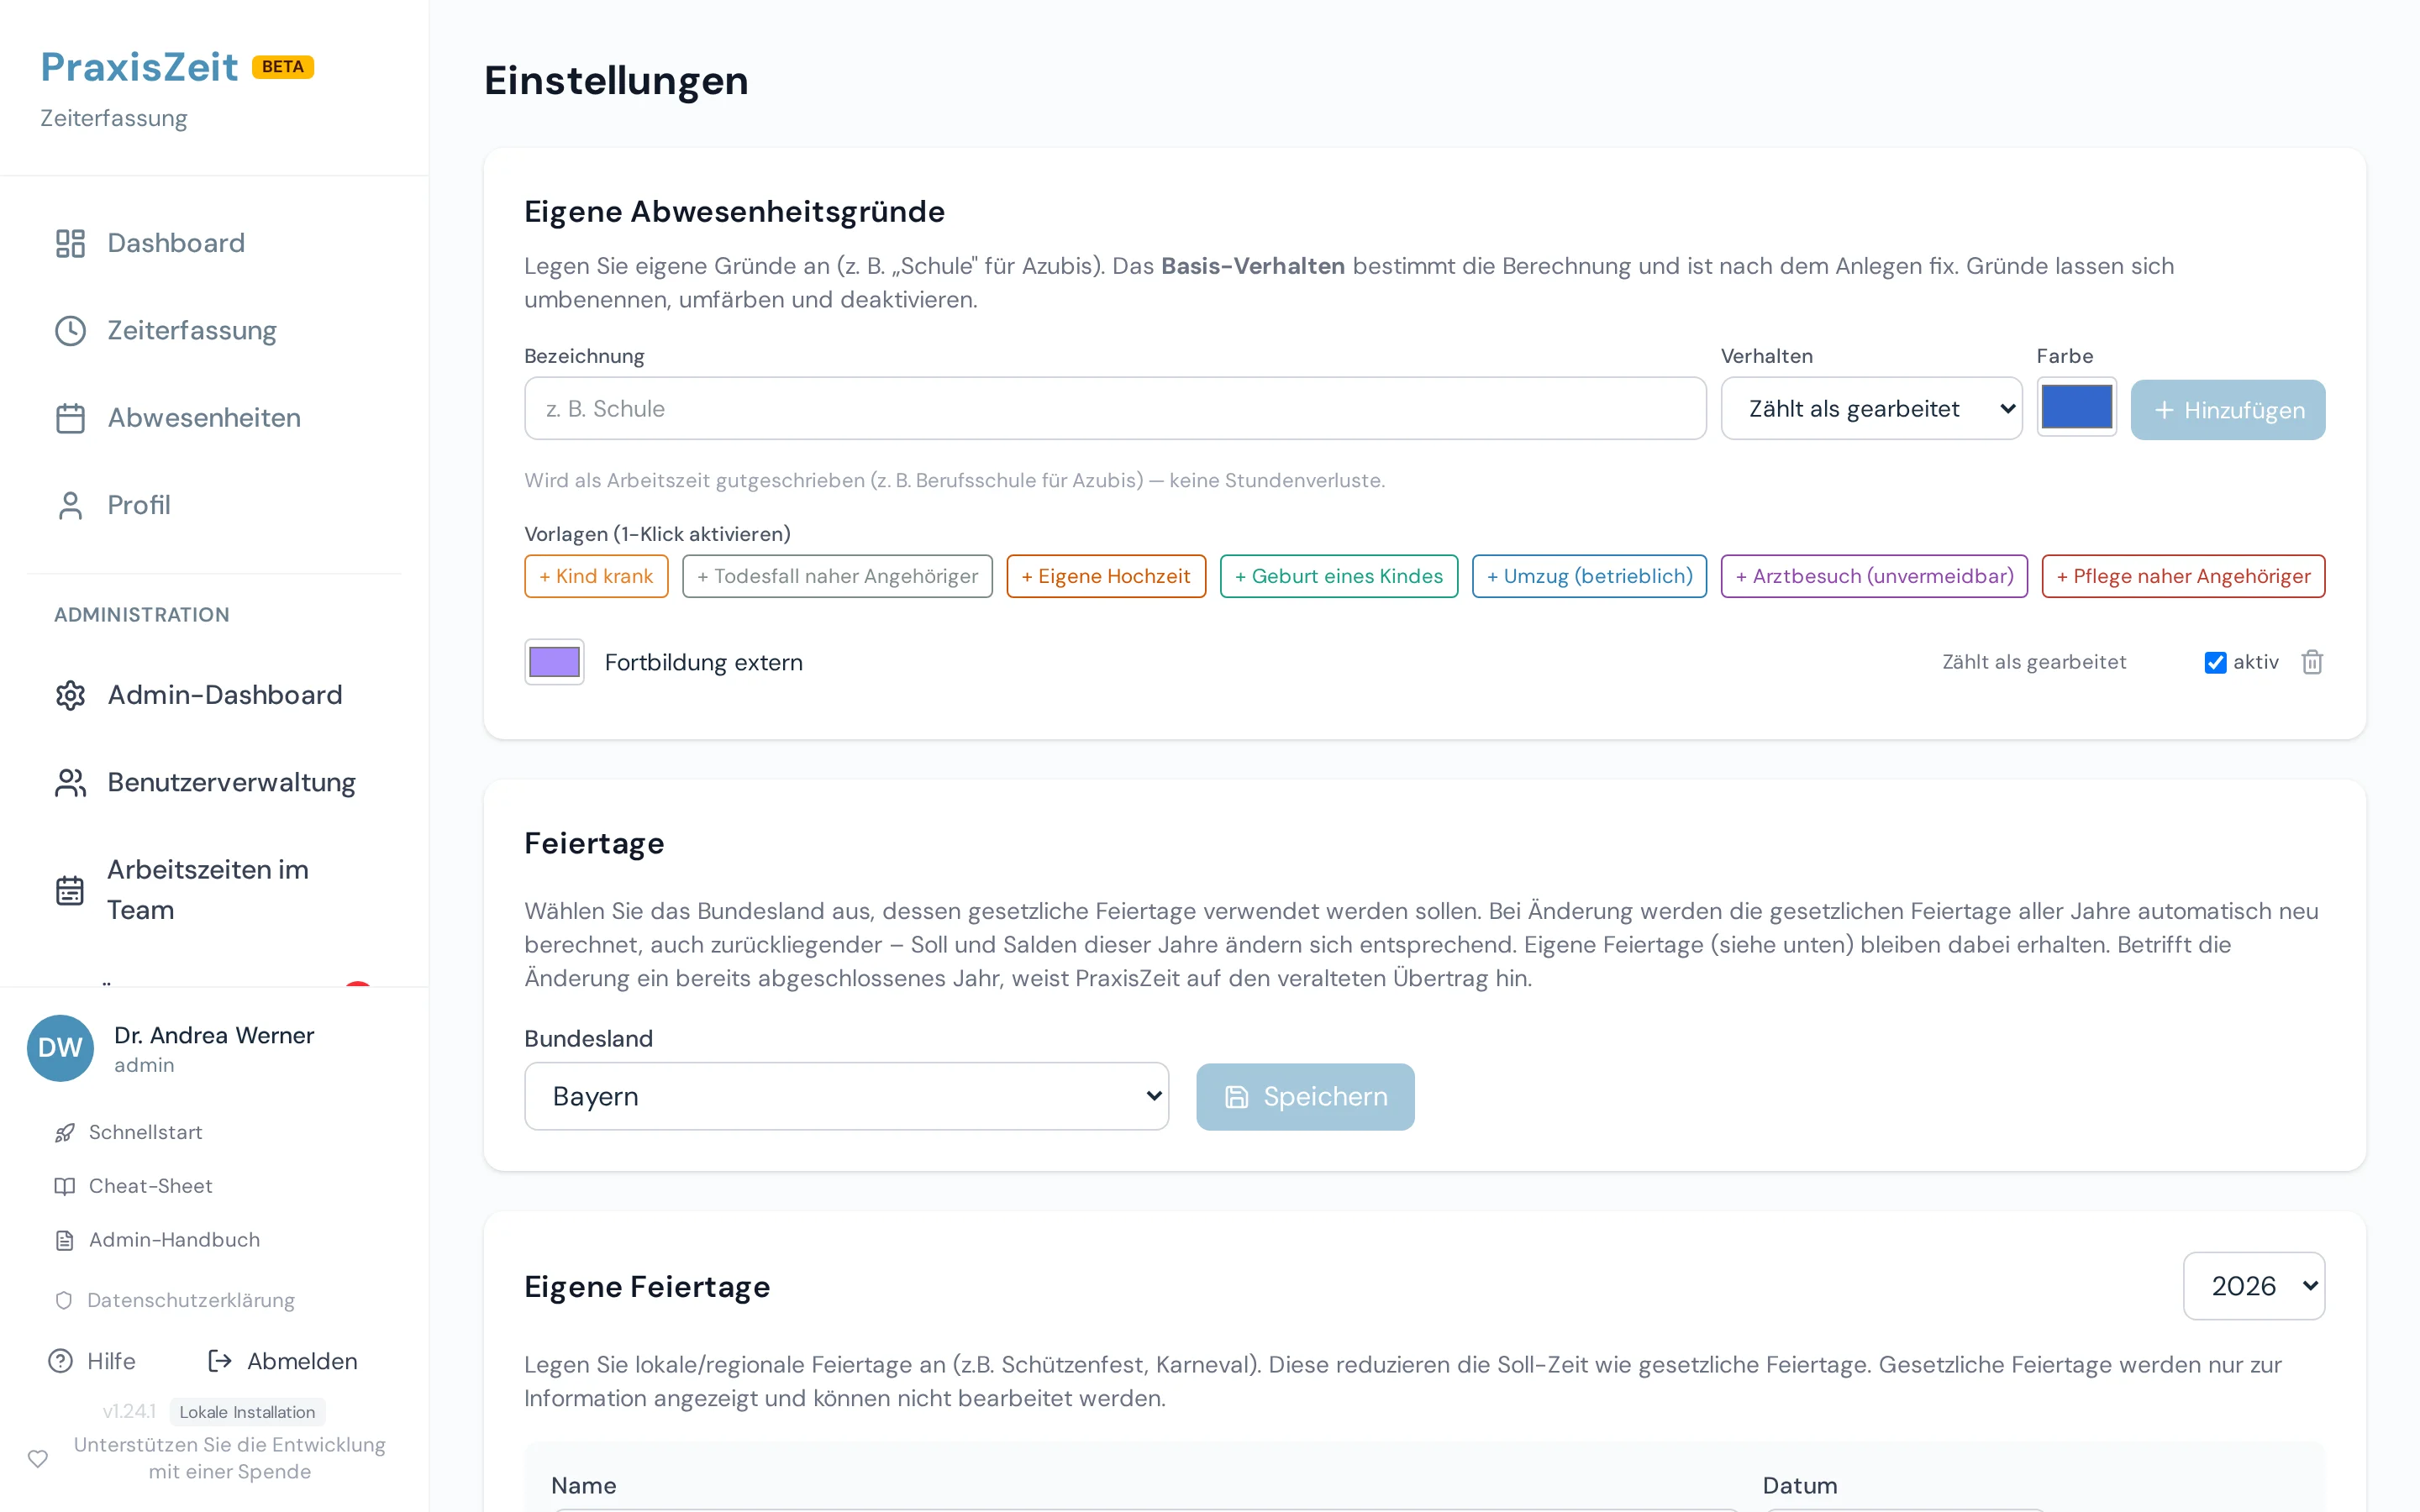 PraxisZeit BETA
Zeiterfassung
Dashboard
Zeiterfassung
Abwesenheiten
Profil
ADMINISTRATION
Admin-Dashboard
Benutzerverwaltung
Arbeitszeiten im
Team
DW
Dr. Andrea Werner
admin
Schnellstart
Cheat-Sheet
Admin-Handbuch
Datenschutzerklärung
Hilfe Abmelden
v1.24.1 Lokale Installation
Unterstützen Sie die Entwicklung
mit einer Spende
Einstellungen
Eigene Abwesenheitsgründe
Legen Sie eigene Gründe an (z. B. „Schule" für Azubis). Das Basis-Verhalten bestimmt die Berechnung und ist nach dem Anlegen fix. Gründe lassen sich
umbenennen, umfärben und deaktivieren.
Bezeichnung Verhalten Farbe
z. B. Schule Zählt als gearbeitet + Hinzufügen
Wird als Arbeitszeit gutgeschrieben (z. B. Berufsschule für Azubis) — keine Stundenverluste.
Vorlagen (1-Klick aktivieren)
+ Kind krank + Todesfall naher Angehöriger + Eigene Hochzeit + Geburt eines Kindes + Umzug (betrieblich) + Arztbesuch (unvermeidbar) + Pflege naher Angehöriger
Fortbildung extern Zählt als gearbeitet aktiv
Feiertage
Wählen Sie das Bundesland aus, dessen gesetzliche Feiertage verwendet werden sollen. Bei Änderung werden die gesetzlichen Feiertage aller Jahre automatisch neu
berechnet, auch zurückliegender – Soll und Salden dieser Jahre ändern sich entsprechend. Eigene Feiertage (siehe unten) bleiben dabei erhalten. Betrifft die
Änderung ein bereits abgeschlossenes Jahr, weist PraxisZeit auf den veralteten Übertrag hin.
Bundesland
Bayern Speichern
Eigene Feiertage 2026
Legen Sie lokale/regionale Feiertage an (z.B. Schützenfest, Karneval). Diese reduzieren die Soll-Zeit wie gesetzliche Feiertage. Gesetzliche Feiertage werden nur zur
Information angezeigt und können nicht bearbeitet werden.
Name Datum